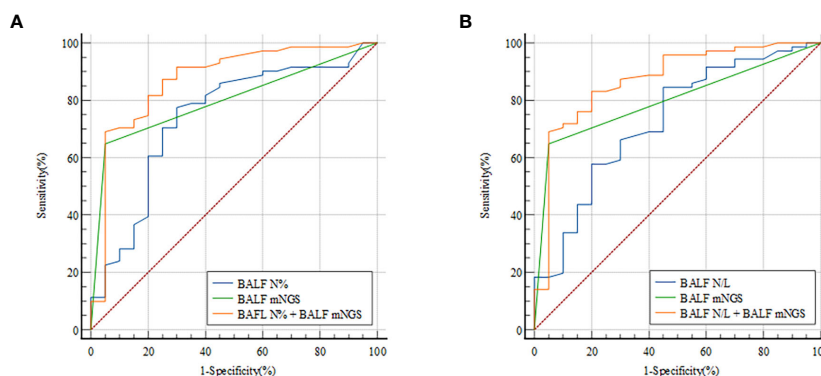 A
100
80
60
40
20
0
Sensitivity(%)
BALF N%
BALF mNGS
BAFL N% + BALF mNGS
0 20 40 60 80 100
1-Specificity(%)
B
100
80
60
40
20
0
Sensitivity(%)
BALF N/L
BALF mNGS
BALF N/L + BALF mNGS
0 20 40 60 80 100
1-Specificity(%)